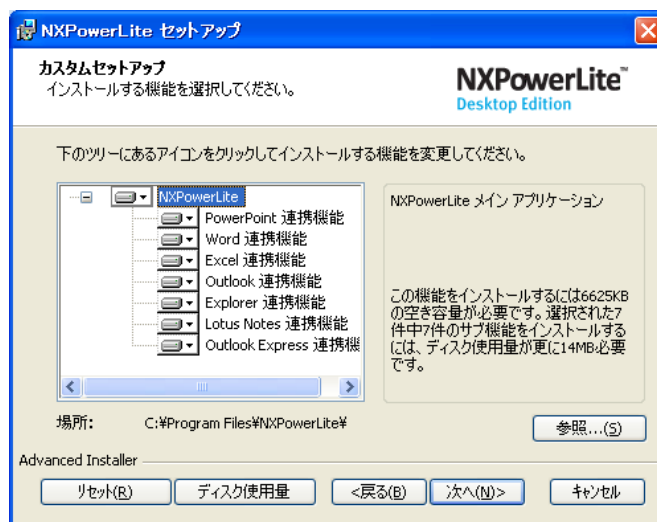 NXPowerLite セットアップ
カスタムセットアップ
インストールする機能を選択してください。
NXPowerLite™
Desktop Edition
下のツリーにあるアイコンをクリックしてインストールする機能を変更してください。
NXPowerLite
PowerPoint 連携機能
Word 連携機能
Excel 連携機能
Outlook 連携機能
Explorer 連携機能
Lotus Notes 連携機能
Outlook Express 連携機
NXPowerLite メイン アプリケーション
この機能をインストールするには6625KB
の空き容量が必要です。選択された7
件中7件のサブ機能をインストールする
には、ディスク使用量が更に14MB必要
です。
場所: C:¥Program Files¥NXPowerLite¥
参照...(S)
Advanced Installer
リセット(R) ディスク使用量 <戻る(B) 次へ(N)> キャンセル